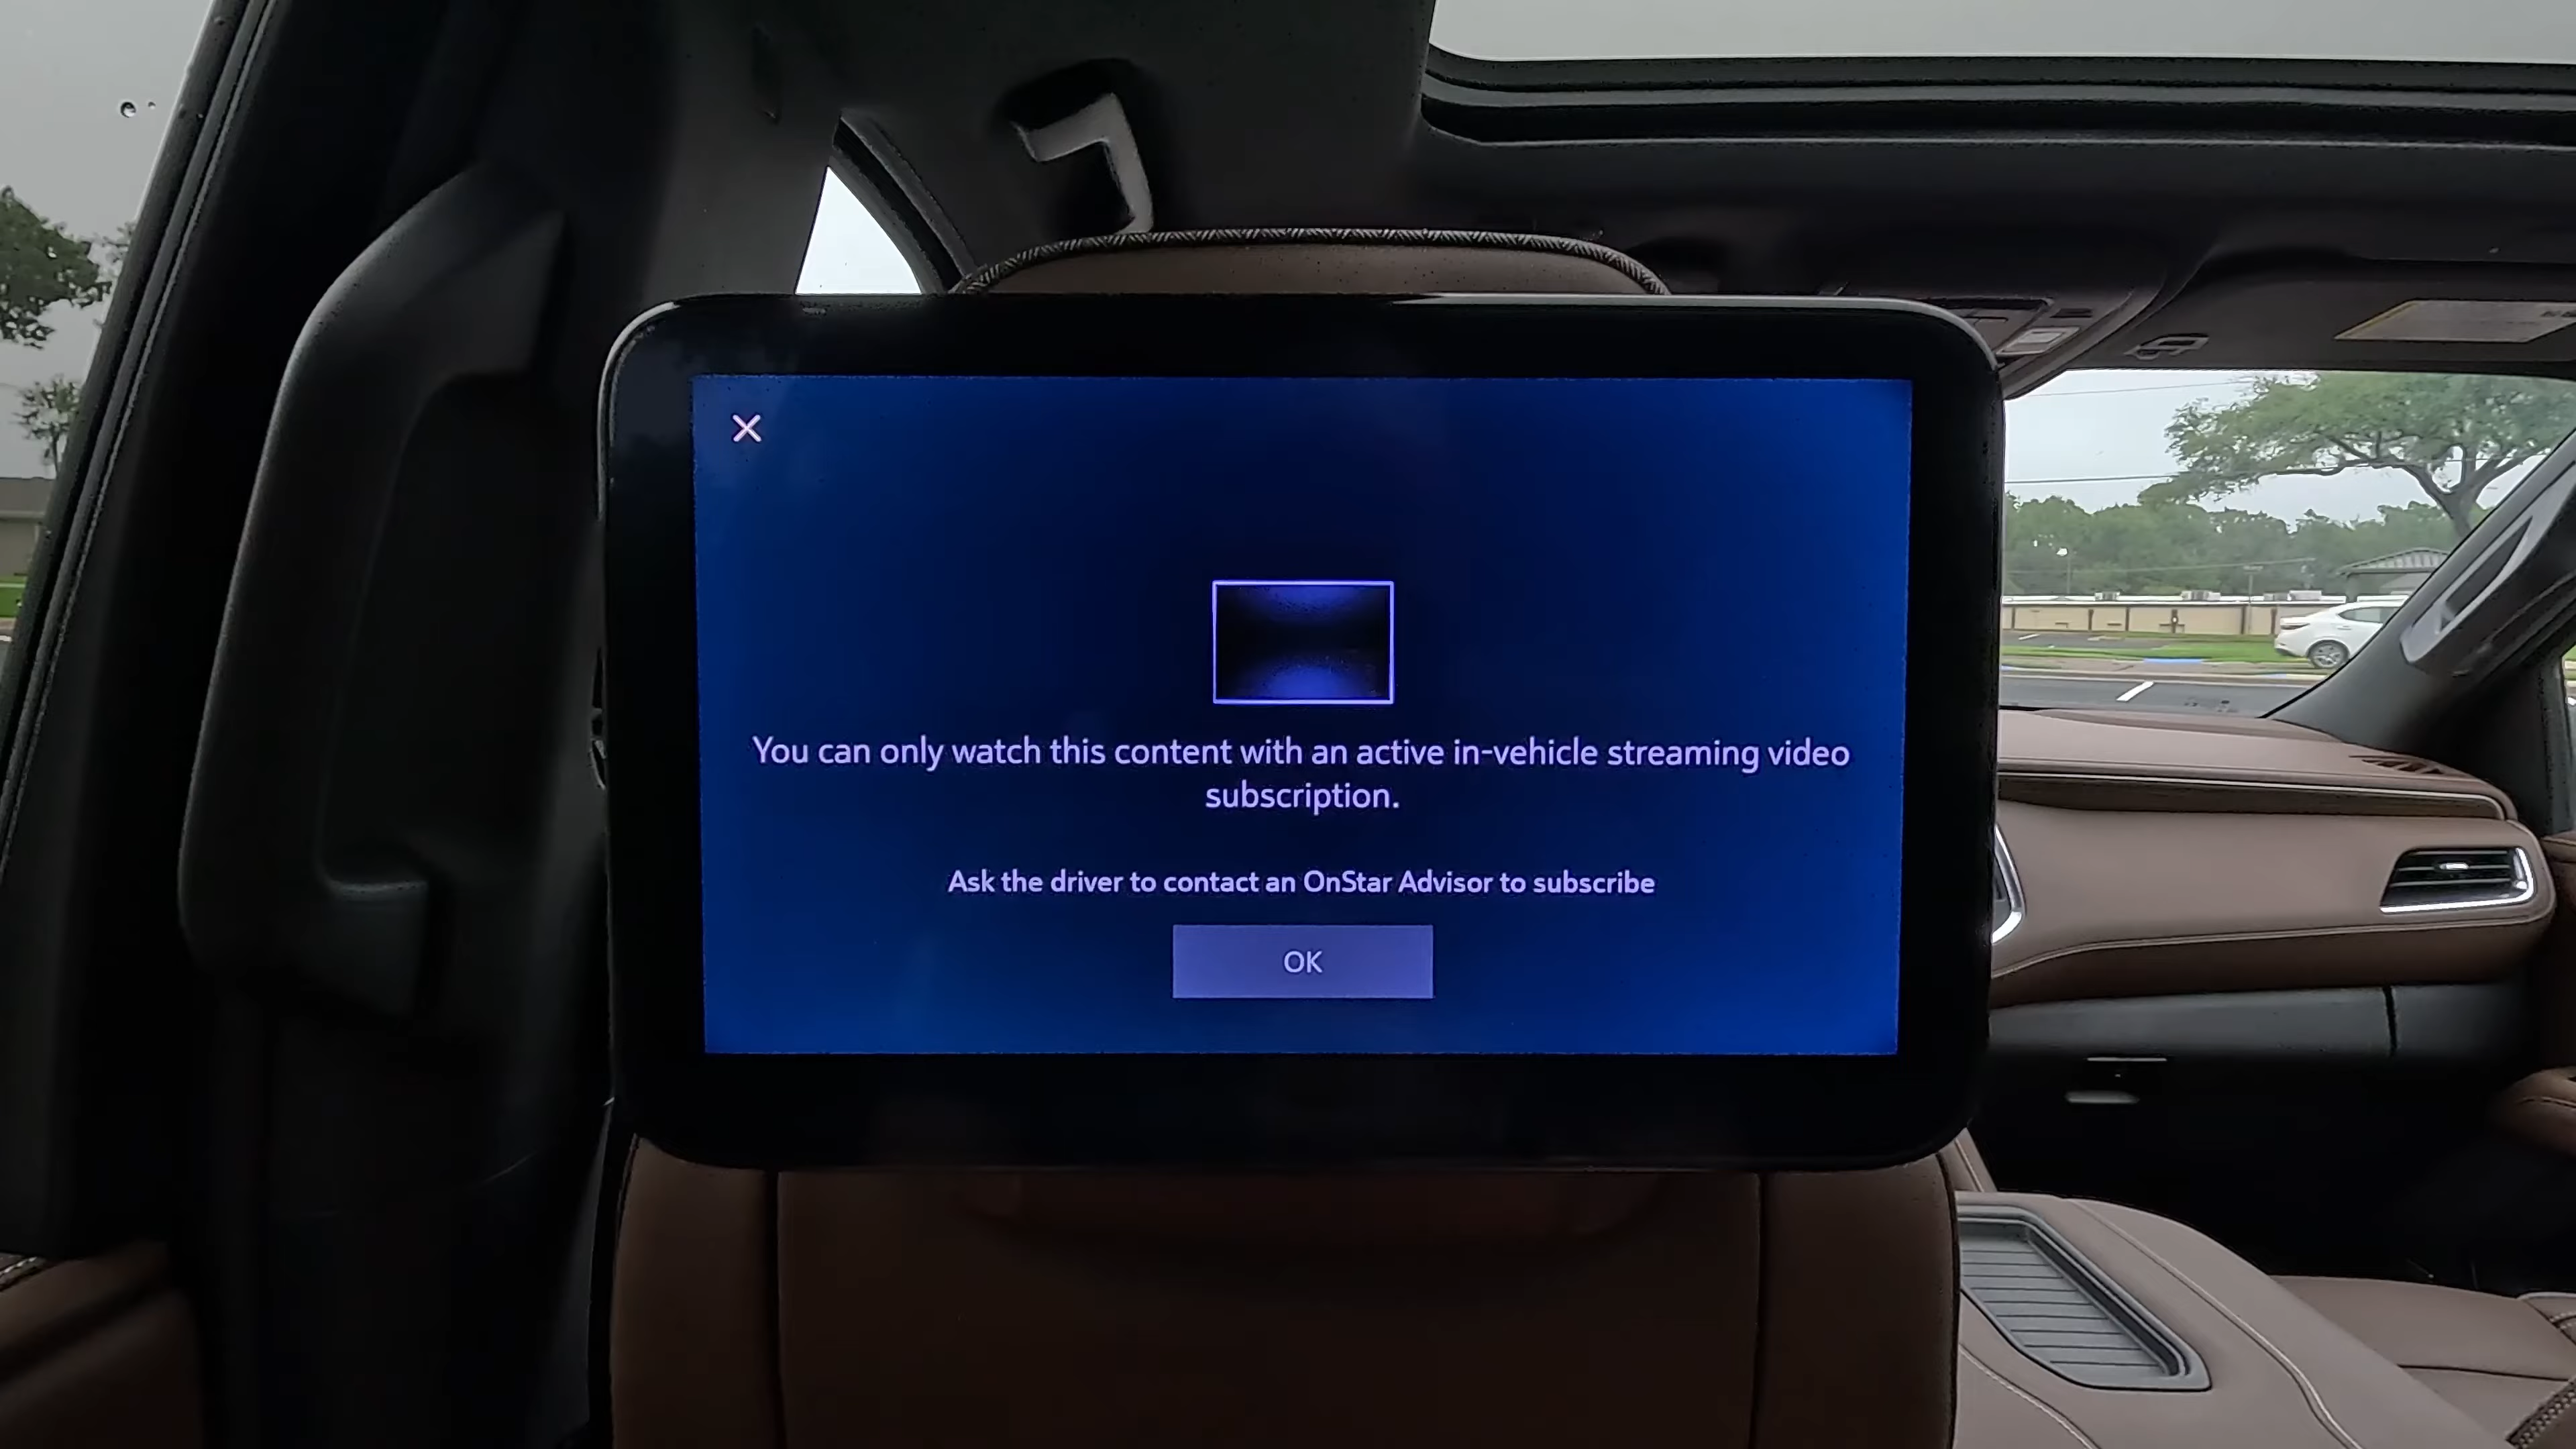 You can only watch this content with an active in-vehicle streaming video
subscription.
Ask the driver to contact an OnStar Advisor to subscribe
OK